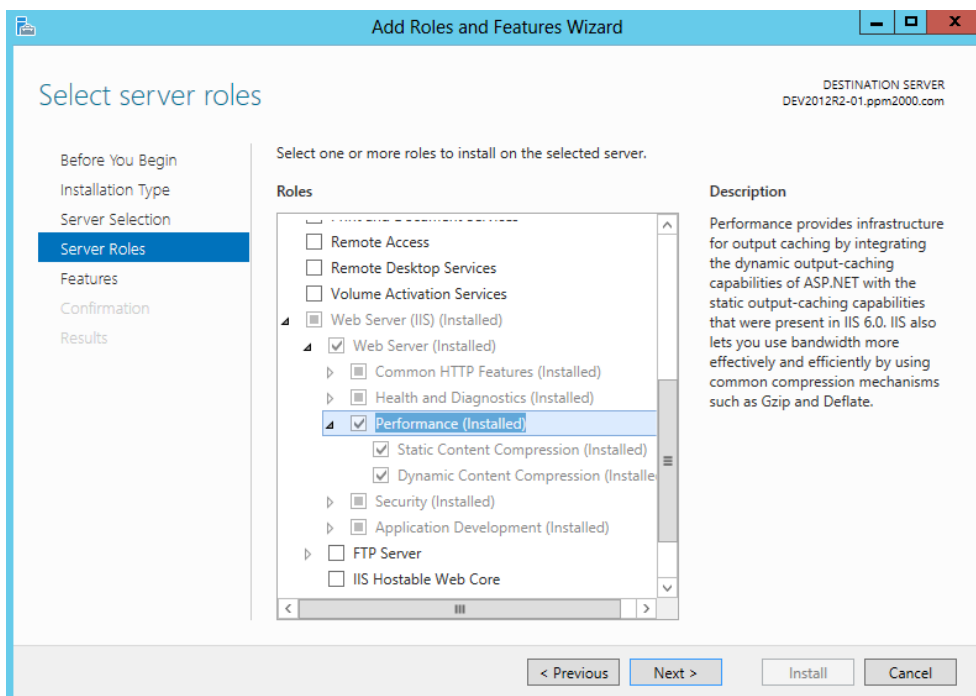 Add Roles and Features Wizard
Select server roles
DESTINATION SERVER
DEV2012R2-01.ppm2000.com
Before You Begin
Installation Type
Server Selection
Server Roles
Features
Confirmation
Results
Select one or more roles to install on the selected server.
Roles
Print and Document Services
Remote Access
Remote Desktop Services
Volume Activation Services
Web Server (IIS) (Installed)
Web Server (Installed)
Common HTTP Features (Installed)
Health and Diagnostics (Installed)
Performance (Installed)
Static Content Compression (Installed)
Dynamic Content Compression (Installe
Security (Installed)
Application Development (Installed)
FTP Server
IIS Hostable Web Core
Description
Performance provides infrastructure
for output caching by integrating
the dynamic output-caching
capabilities of ASP.NET with the
static output-caching capabilities
that were present in IIS 6.0. IIS also
lets you use bandwidth more
effectively and efficiently by using
common compression mechanisms
such as Gzip and Deflate.
< Previous
Next >
Install
Cancel